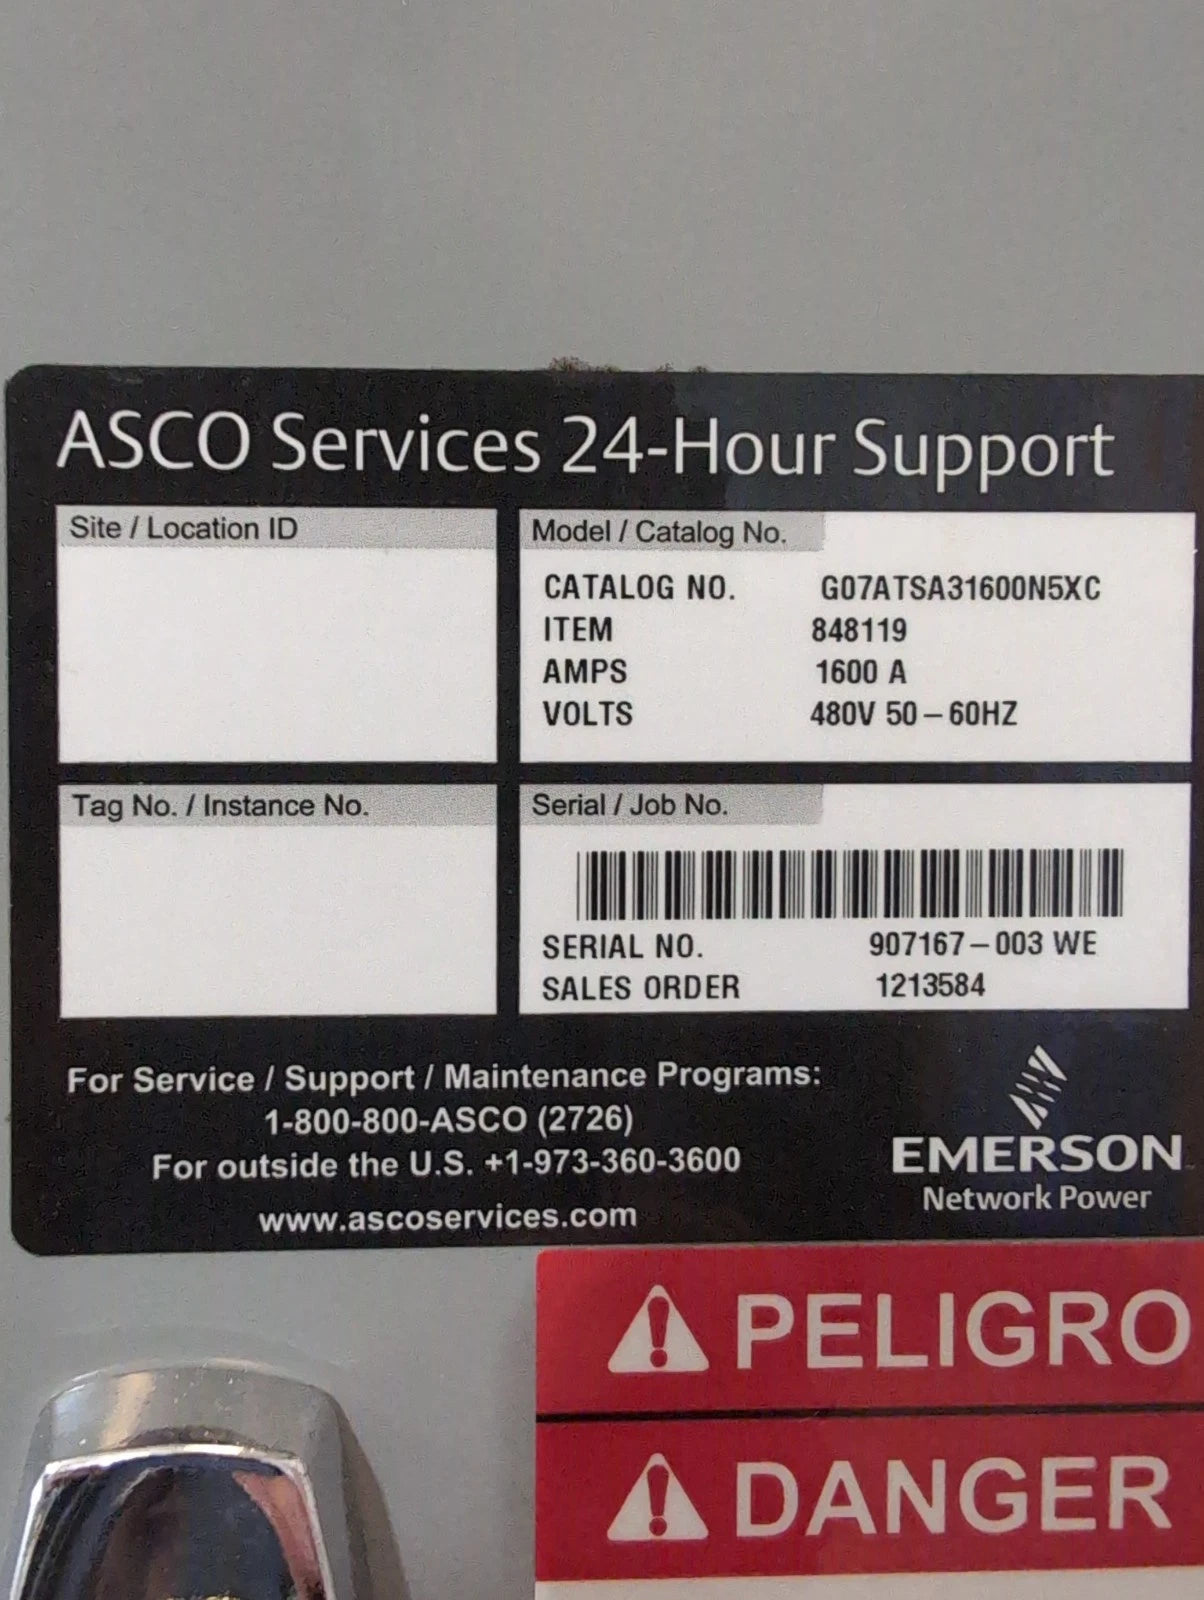 ASCO Services 24-Hour Support
Site / Location ID
Model / Catalog No.
CATALOG NO. G07ATSA31600N5XC
ITEM 848119
AMPS 1600 A
VOLTS 480V 50-60HZ
Tag No. / Instance No.
Serial / Job No.
SERIAL NO. 907167-003 WE
SALES ORDER 1213584
For Service / Support / Maintenance Programs:
1-800-800-ASCO (2726)
For outside the U.S. +1-973-360-3600
www.ascoservices.com
EMERSON
Network Power
PELIGRO
DANGER